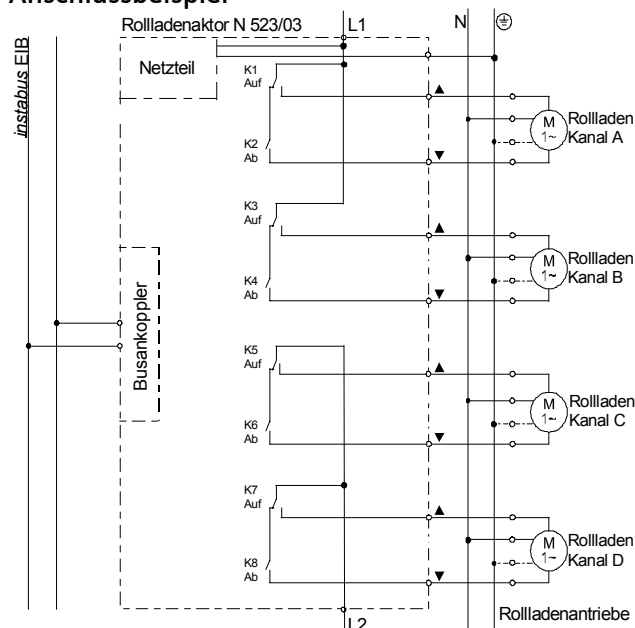 Anschlussbeispiel
Rollladenaktor N 523/03
L1
N
instabus EIB
Netzteil
K1
Auf
K2
Ab
▲
▼
M
1~
Rollladen
Kanal A
K3
Auf
K4
Ab
▲
▼
M
1~
Rollladen
Kanal B
Busankoppler
K5
Auf
K6
Ab
▲
▼
M
1~
Rollladen
Kanal C
K7
Auf
K8
Ab
▲
▼
M
1~
Rollladen
Kanal D
L2
Rollladenantriebe